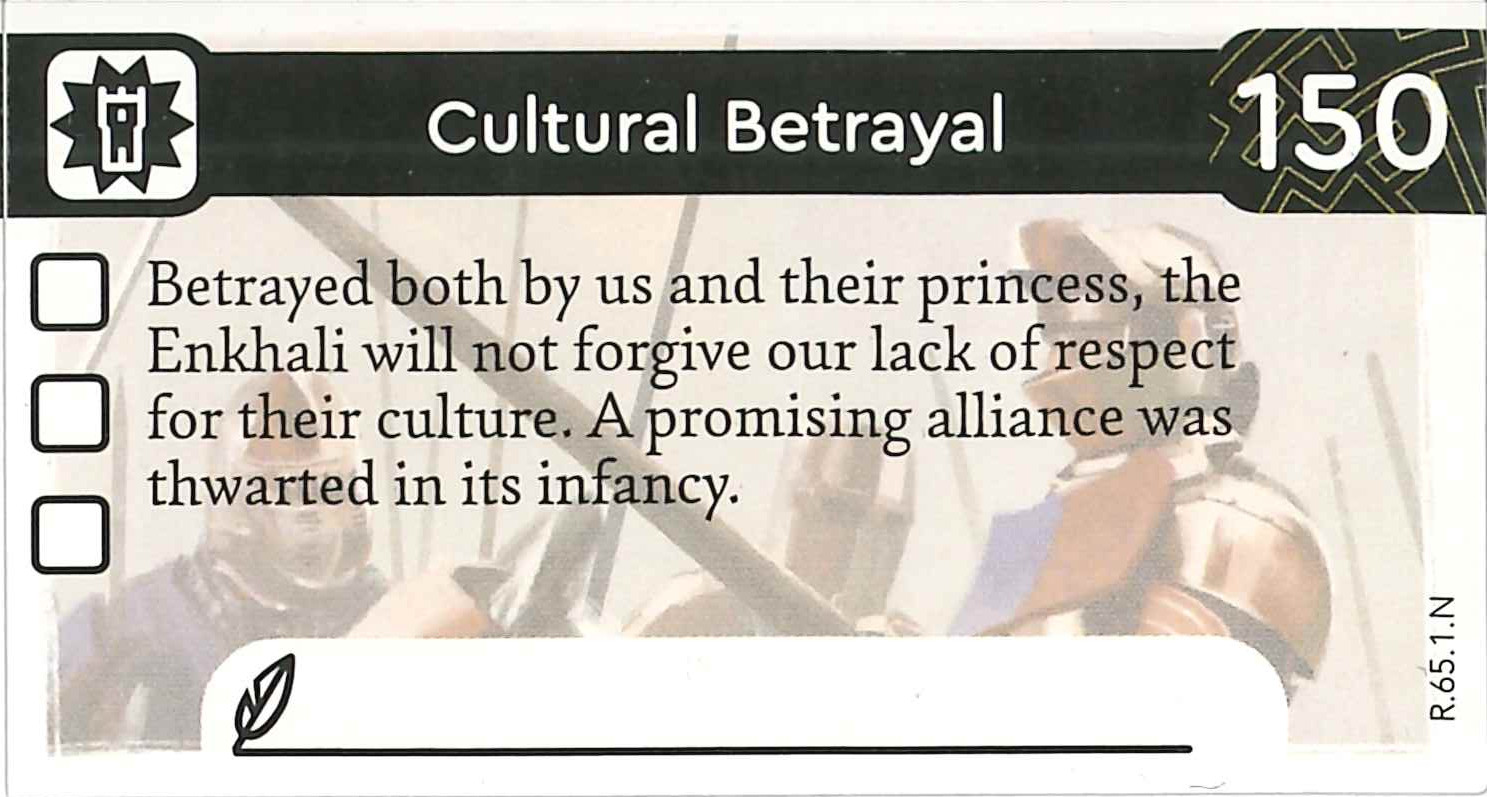 Cultural Betrayal
150
Betrayed both by us and their princess, the
Enkhali will not forgive our lack of respect
for their culture. A promising alliance was
thwarted in its infancy.
R.65.1.N